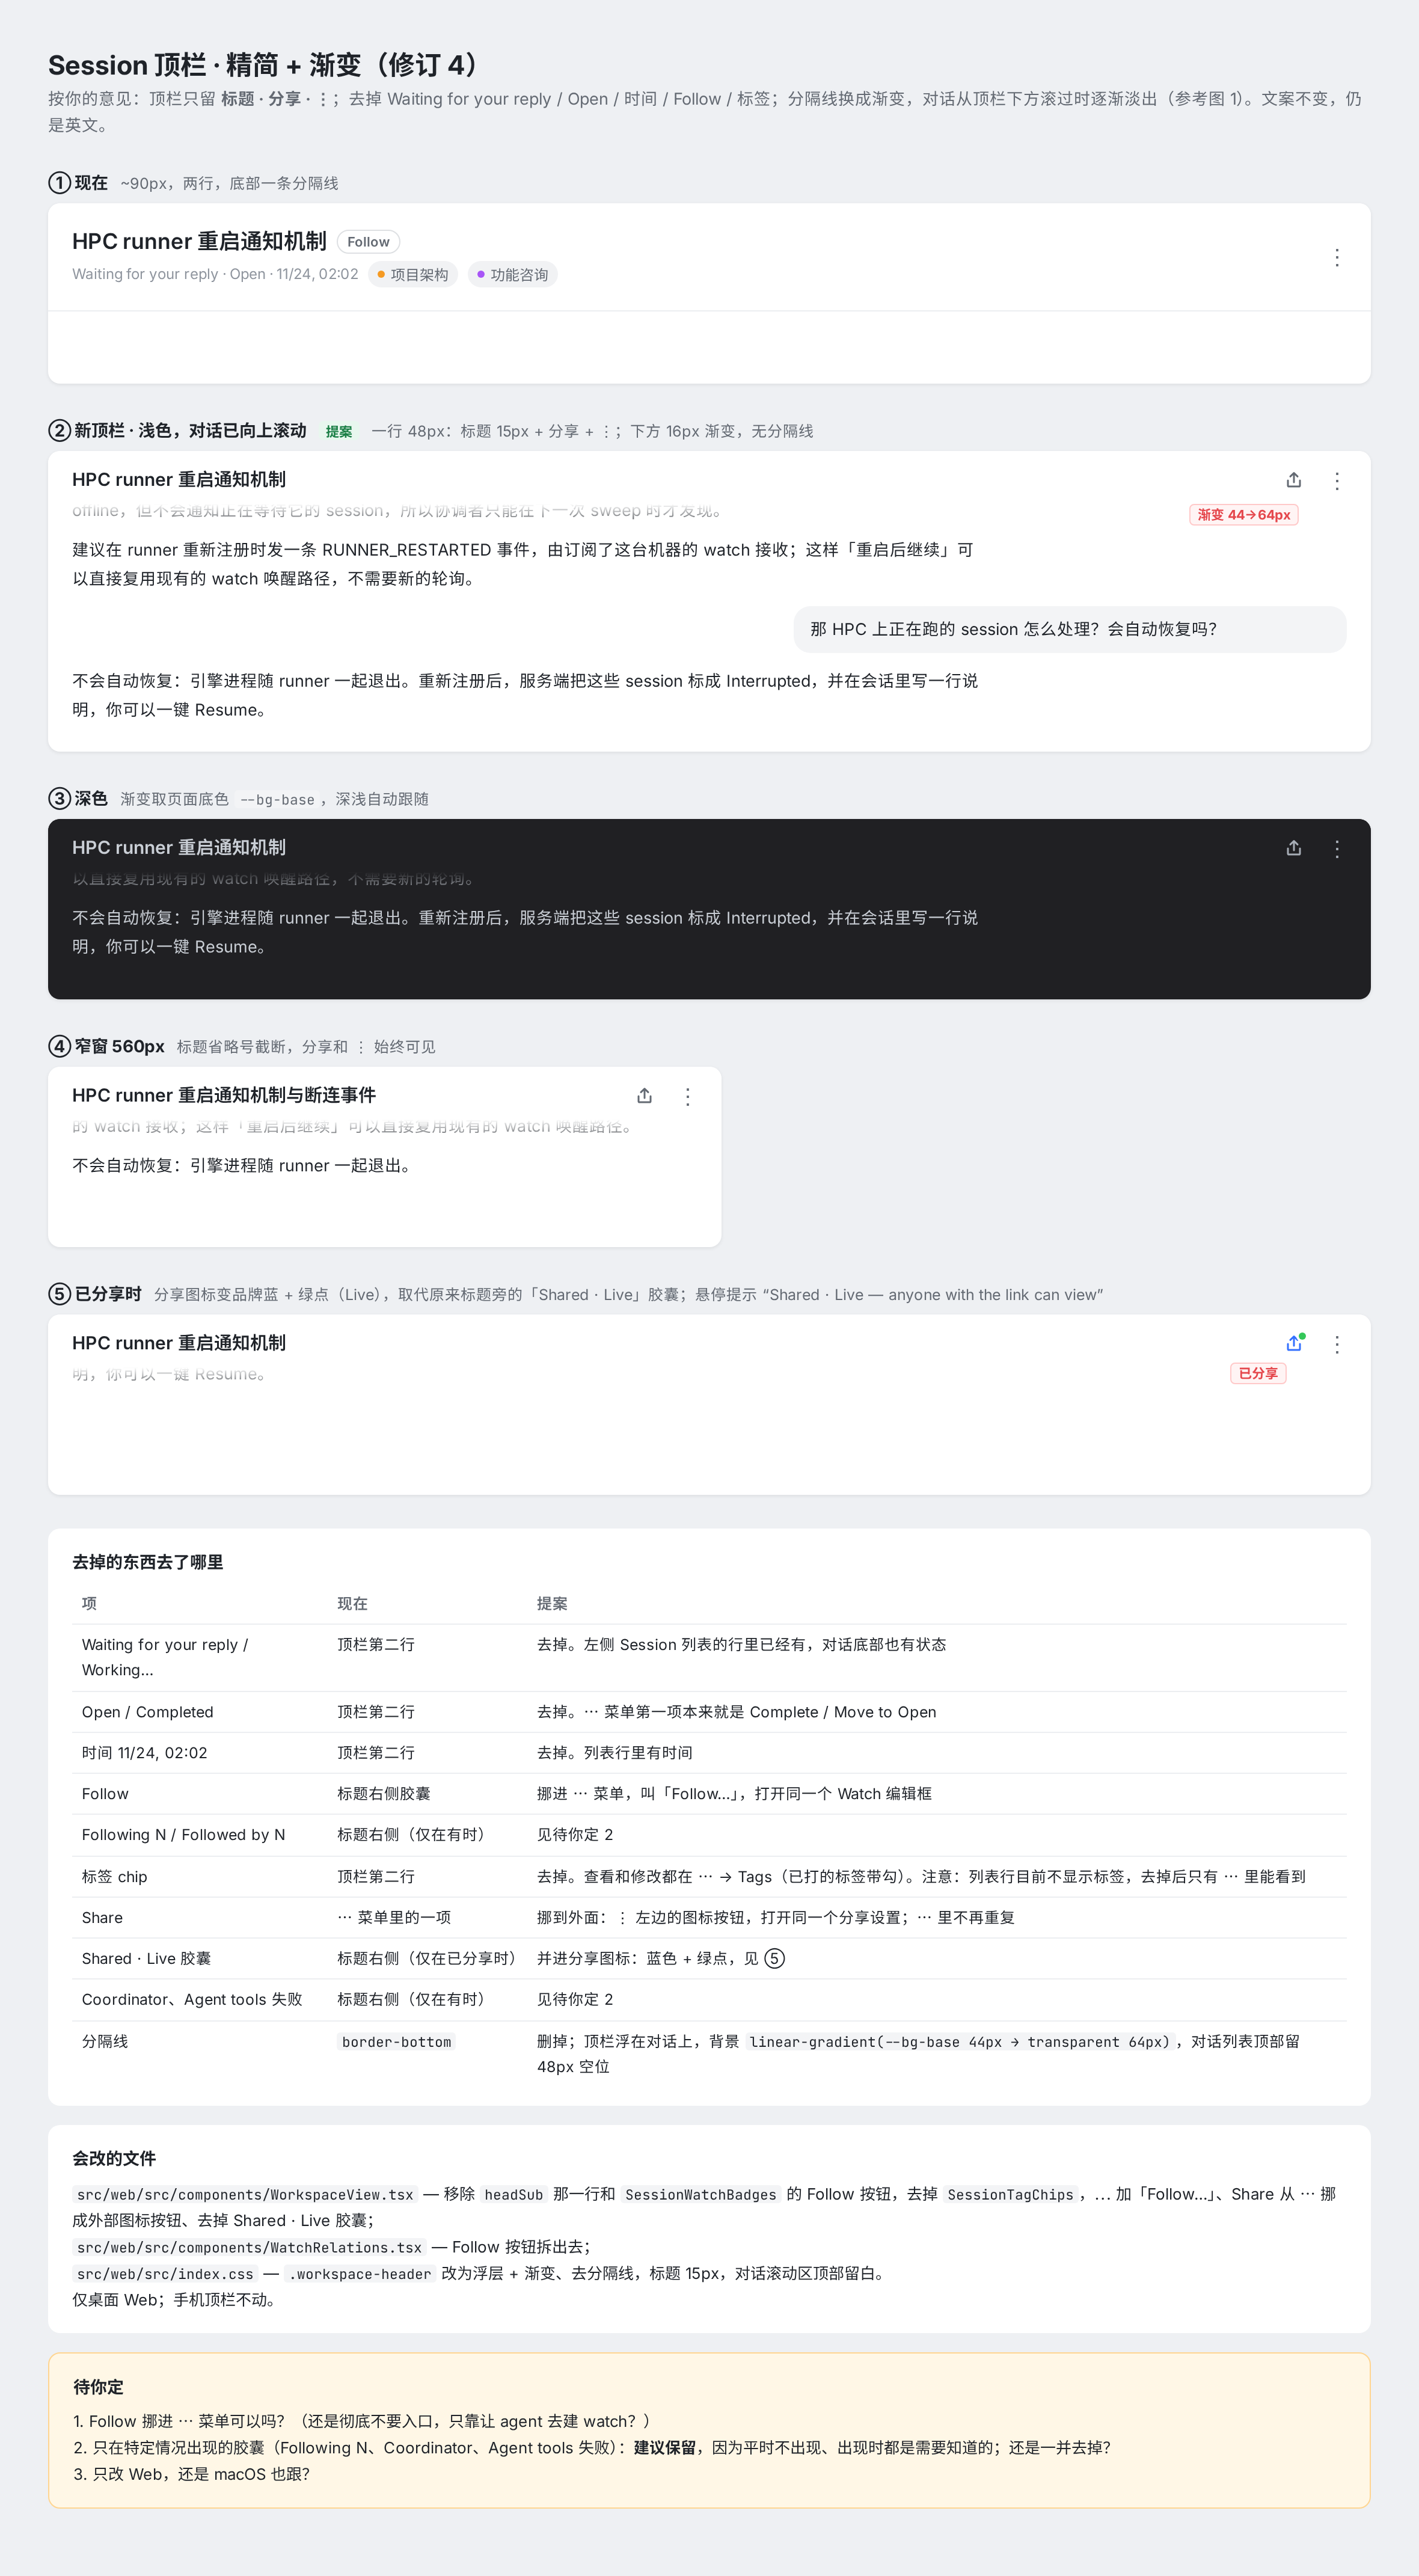 Session 顶栏 · 精简 + 渐变（修订 4）
按你的意见：顶栏只留 标题 · 分享 · ⋮；去掉 Waiting for your reply / Open / 时间 / Follow / 标签；分隔线换成渐变，对话从顶栏下方滚过时逐渐淡出（参考图 1）。文案不变，仍
是英文。
① 现在 ~90px，两行，底部一条分隔线
HPC runner 重启通知机制 Follow ⋮
Waiting for your reply · Open · 11/24, 02:02 项目架构 功能咨询
② 新顶栏 · 浅色，对话已向上滚动 提案 一行 48px：标题 15px + 分享 + ⋮；下方 16px 渐变，无分隔线
HPC runner 重启通知机制 ⋮
offline，但不会通知正在等待它的 session，所以协调者只能在下一次 sweep 时才发现。
渐变 44→64px
建议在 runner 重新注册时发一条 RUNNER_RESTARTED 事件，由订阅了这台机器的 watch 接收；这样「重启后继续」可
以直接复用现有的 watch 唤醒路径，不需要新的轮询。
那 HPC 上正在跑的 session 怎么处理？会自动恢复吗？
不会自动恢复：引擎进程随 runner 一起退出。重新注册后，服务端把这些 session 标成 Interrupted，并在会话里写一行说
明，你可以一键 Resume。
③ 深色 渐变取页面底色 --bg-base，深浅自动跟随
HPC runner 重启通知机制 ⋮
以直接复用现有的 watch 唤醒路径，不需要新的轮询。
不会自动恢复：引擎进程随 runner 一起退出。重新注册后，服务端把这些 session 标成 Interrupted，并在会话里写一行说
明，你可以一键 Resume。
④ 窄窗 560px 标题省略号截断，分享和 ⋮ 始终可见
HPC runner 重启通知机制与断连事件 ⋮
的 watch 接收；这样「重启后继续」可以直接复用现有的 watch 唤醒路径。
不会自动恢复：引擎进程随 runner 一起退出。
⑤ 已分享时 分享图标变品牌蓝 + 绿点（Live），取代原来标题旁的「Shared · Live」胶囊；悬停提示 “Shared · Live — anyone with the link can view”
HPC runner 重启通知机制 ⋮
明，你可以一键 Resume。
已分享
去掉的东西去了哪里
项 现在 提案
Waiting for your reply / 顶栏第二行 去掉。左侧 Session 列表的行里已经有，对话底部也有状态
Working…
Open / Completed 顶栏第二行 去掉。⋯ 菜单第一项本来就是 Complete / Move to Open
时间 11/24, 02:02 顶栏第二行 去掉。列表行里有时间
Follow 标题右侧胶囊 挪进 ⋯ 菜单，叫「Follow…」，打开同一个 Watch 编辑框
Following N / Followed by N 标题右侧（仅在有时） 见待你定 2
标签 chip 顶栏第二行 去掉。查看和修改都在 ⋯ → Tags（已打的标签带勾）。注意：列表行目前不显示标签，去掉后只有 ⋯ 里能看到
Share ⋯ 菜单里的一项 挪到外面：⋮ 左边的图标按钮，打开同一个分享设置；⋯ 里不再重复
Shared · Live 胶囊 标题右侧（仅在已分享时） 并进分享图标：蓝色 + 绿点，见 ⑤
Coordinator、Agent tools 失败 标题右侧（仅在有时） 见待你定 2
分隔线 border-bottom 删掉；顶栏浮在对话上，背景 linear-gradient(--bg-base 44px → transparent 64px)，对话列表顶部留
48px 空位
会改的文件
src/web/src/components/WorkspaceView.tsx — 移除 headSub 那一行和 SessionWatchBadges 的 Follow 按钮，去掉 SessionTagChips，... 加「Follow…」、Share 从 ⋯ 挪
成外部图标按钮、去掉 Shared · Live 胶囊；
src/web/src/components/WatchRelations.tsx — Follow 按钮拆出去；
src/web/src/index.css — .workspace-header 改为浮层 + 渐变、去分隔线，标题 15px，对话滚动区顶部留白。
仅桌面 Web；手机顶栏不动。
待你定
1. Follow 挪进 ⋯ 菜单可以吗？（还是彻底不要入口，只靠让 agent 去建 watch？）
2. 只在特定情况出现的胶囊（Following N、Coordinator、Agent tools 失败）：建议保留，因为平时不出现、出现时都是需要知道的；还是一并去掉？
3. 只改 Web，还是 macOS 也跟？